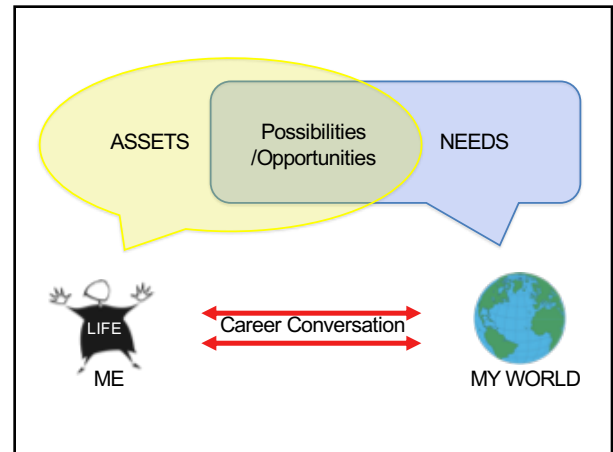 ASSETS
Possibilities
/Opportunities
NEEDS
LIFE
Career Conversation
ME
MY WORLD